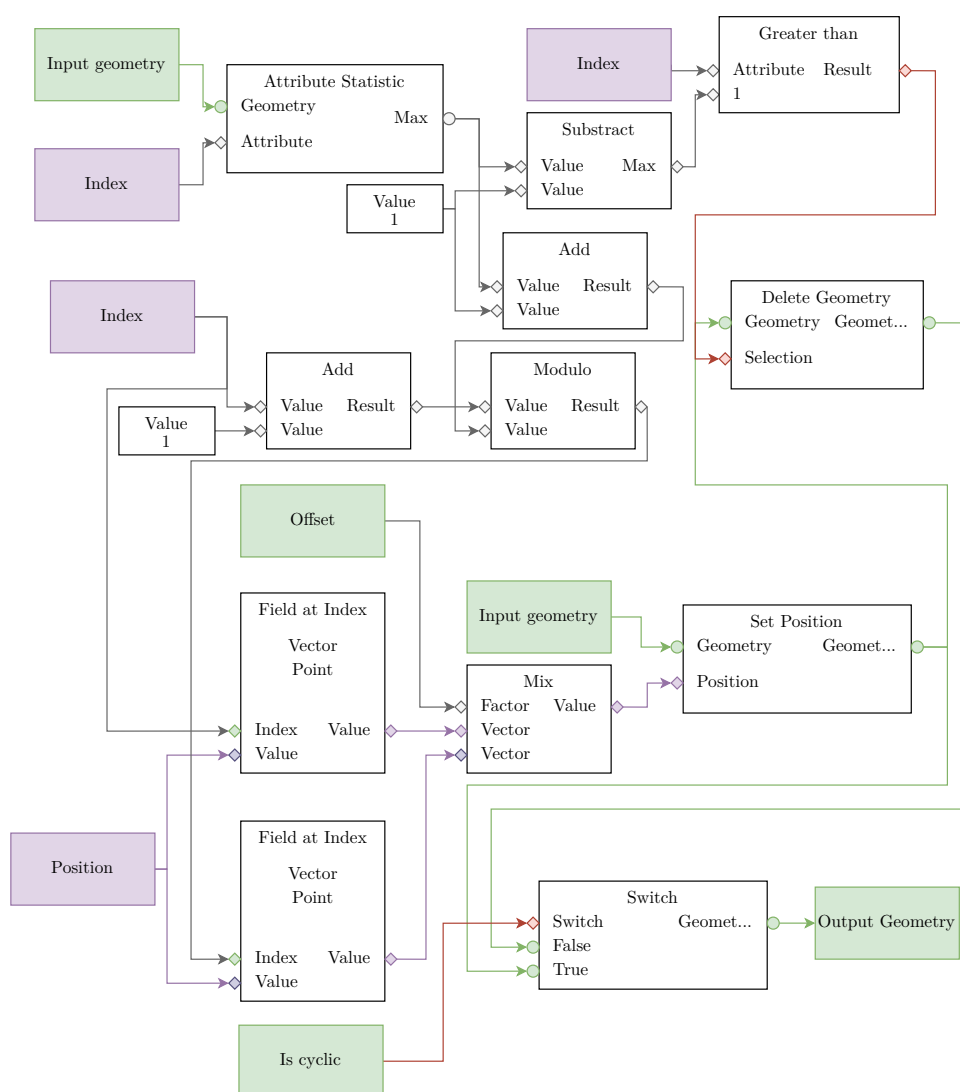 Input geometry
Attribute Statistic
Geometry
Max
Attribute
Index
Index
Greater than
Attribute Result
1
Substract
Value Max
Value
Value
1
Add
Value Result
Value
Index
Delete Geometry
Geometry Geomet...
Selection
Add
Value Result
Value
Value
1
Modulo
Value Result
Value
Offset
Field at Index
Vector
Point
Index Value
Value
Input geometry
Set Position
Geometry Geomet...
Position
Mix
Factor Value
Vector
Vector
Position
Field at Index
Vector
Point
Index Value
Value
Switch
Switch Geomet...
False
True
Output Geometry
Is cyclic